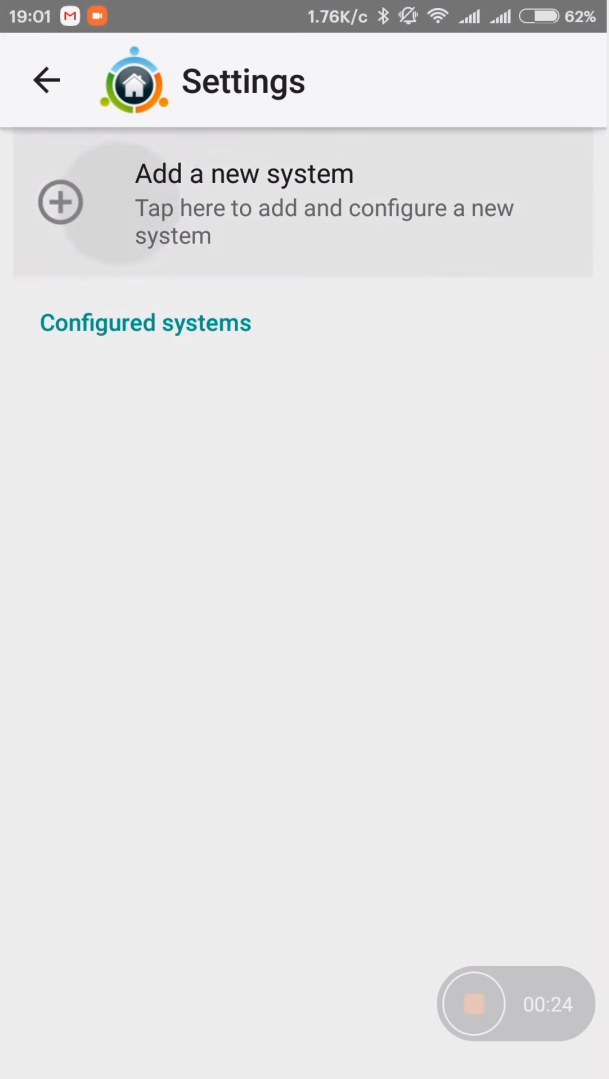 19:01 1.76K/c 62%
Settings
Add a new system
Tap here to add and configure a new
system
Configured systems
00:24